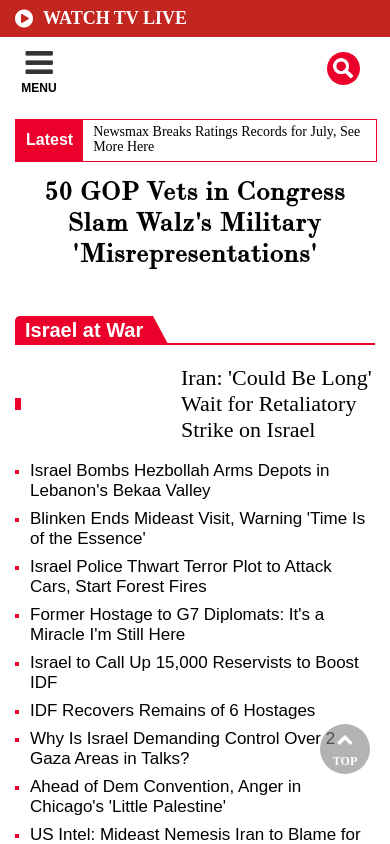 WATCH TV LIVE
MENU
Latest
Newsmax Breaks Ratings Records for July, See
More Here
50 GOP Vets in Congress
Slam Walz's Military
'Misrepresentations'
Israel at War
Iran: 'Could Be Long'
Wait for Retaliatory
Strike on Israel
Israel Bombs Hezbollah Arms Depots in
Lebanon's Bekaa Valley
Blinken Ends Mideast Visit, Warning 'Time Is
of the Essence'
Israel Police Thwart Terror Plot to Attack
Cars, Start Forest Fires
Former Hostage to G7 Diplomats: It's a
Miracle I'm Still Here
Israel to Call Up 15,000 Reservists to Boost
IDF
IDF Recovers Remains of 6 Hostages
Why Is Israel Demanding Control Over 2
Gaza Areas in Talks?
TOP
Ahead of Dem Convention, Anger in
Chicago's 'Little Palestine'
US Intel: Mideast Nemesis Iran to Blame for